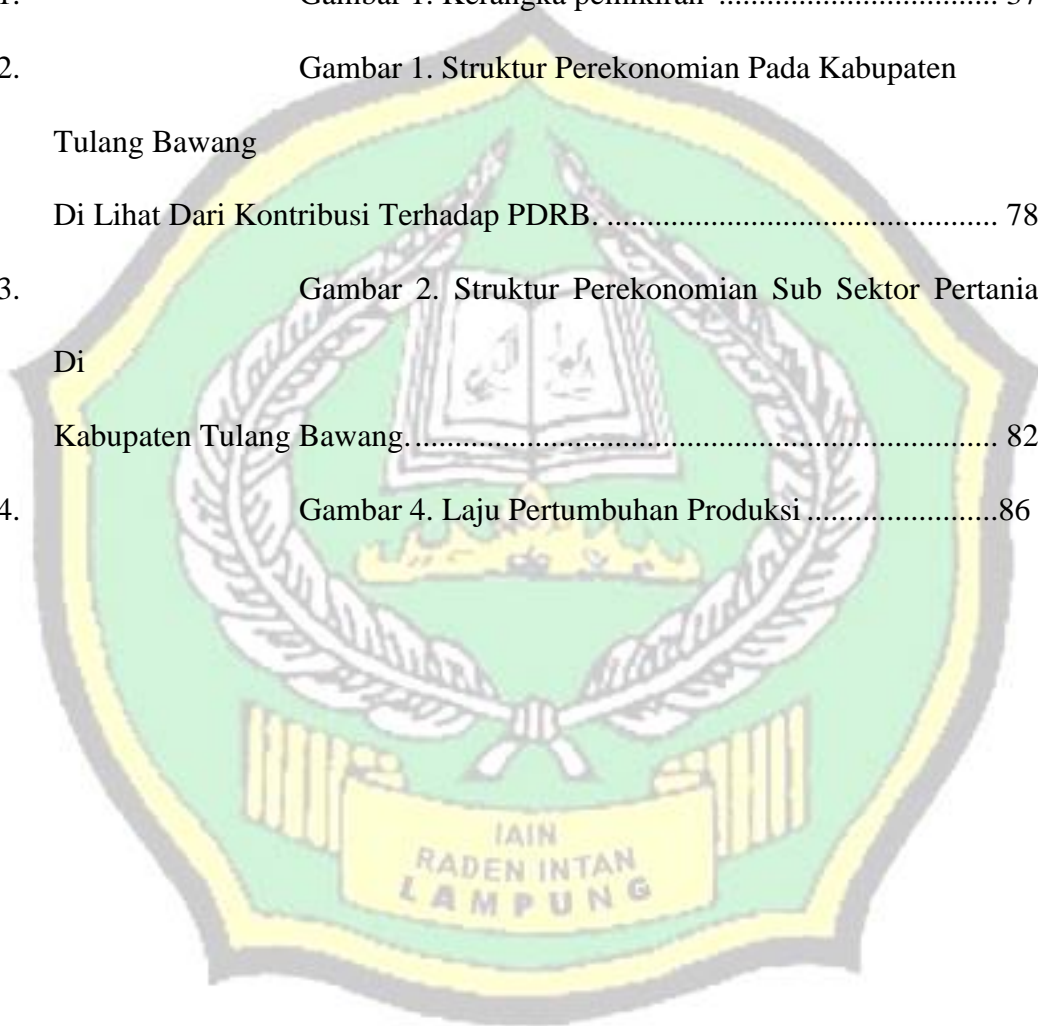 1. Gambar 1. Kerangka pemikiran ................................... 37
2. Gambar 1. Struktur Perekonomian Pada Kabupaten
Tulang Bawang
Di Lihat Dari Kontribusi Terhadap PDRB. .................................................. 78
3. Gambar 2. Struktur Perekonomian Sub Sektor Pertania
Di
Kabupaten Tulang Bawang. ......................................................................... 82
4. Gambar 4. Laju Pertumbuhan Produksi ........................86
IAIN
RADEN INTAN
LAMPUNG